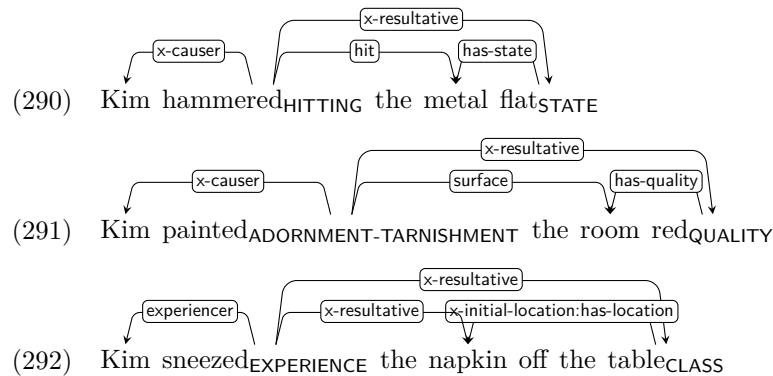 x-resultative
x-causer hit has-state
(290) Kim hammeredHITTING the metal flatSTATE
x-resultative
x-causer surface has-quality
(291) Kim paintedADORNMENT-TARNISHMENT the room redQUALITY
x-resultative
experiencer x-resultative x-initial-location:has-location
(292) Kim sneezedEXPERIENCE the napkin off the tableCLASS